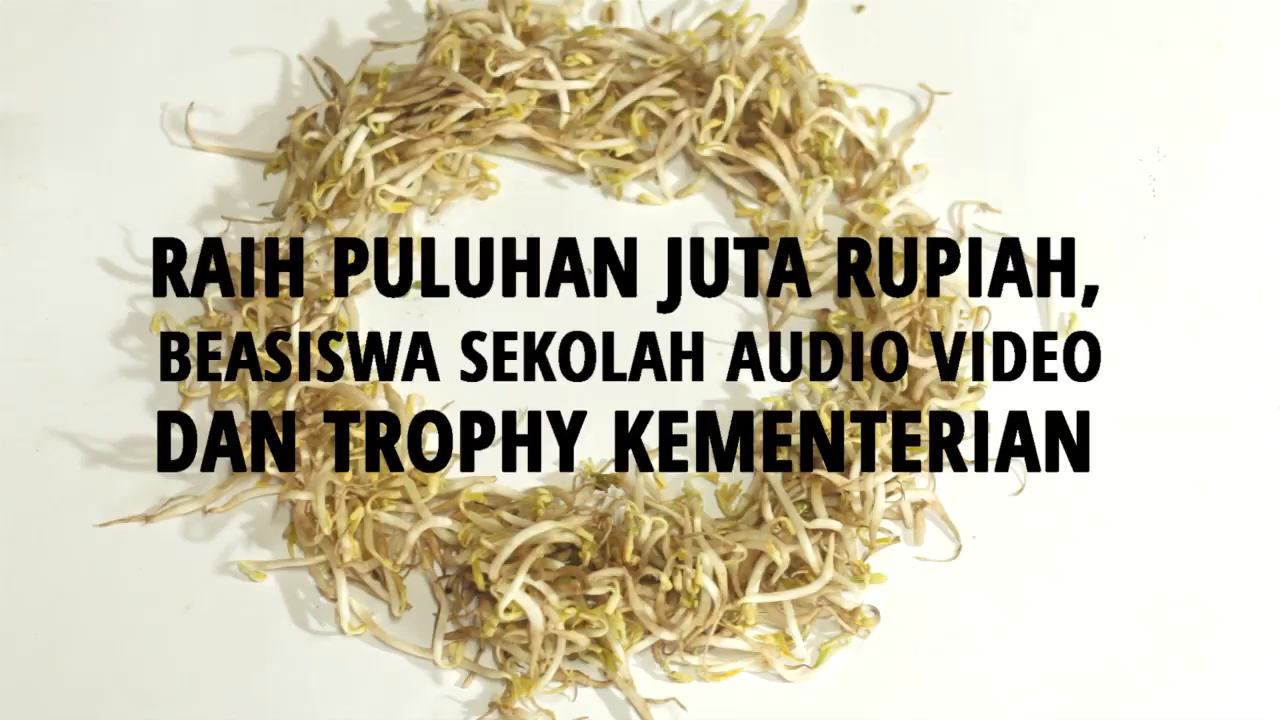 RAIH PULUHAN JUTA RUPIAH,
BEASISWA SEKOLAH AUDIO VIDEO
DAN TROPHY KEMENTERIAN